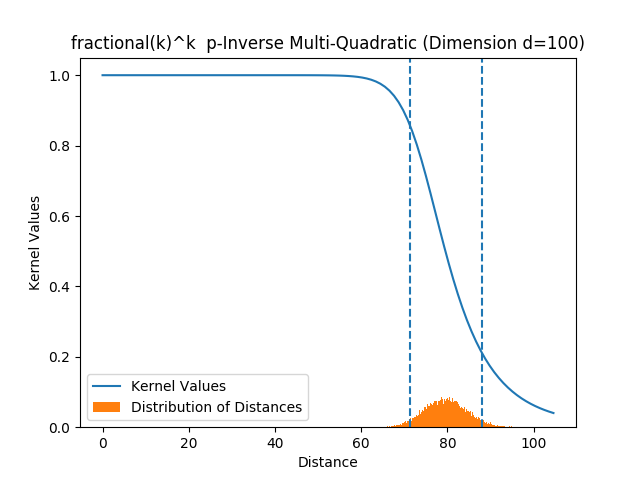 fractional(k)^k  p-Inverse Multi-Quadratic (Dimension d=100)
1.0
0.8
0.6
0.4
0.2
0.0
Kernel Values
Kernel Values
Distribution of Distances
0 20 40 60 80 100
Distance